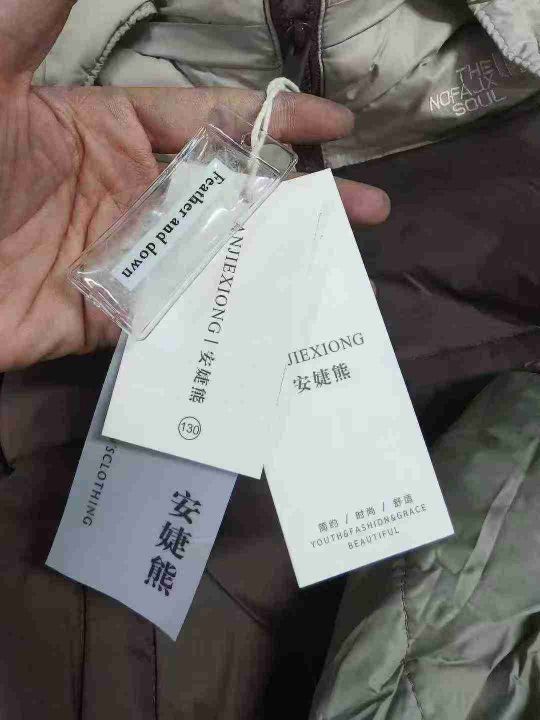 THE
NOFAJX
SOUL
Feather and down
ANJIEXIONG | 安婕熊
130
JIEXIONG
安婕熊
简约 / 时尚 / 舒适
YOUTH&FASHION&GRACE
BEAUTIFUL
SCLOTHING
安婕熊